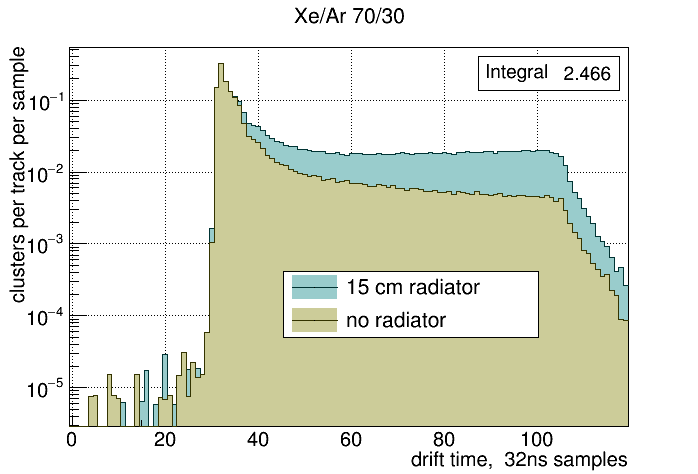 Xe/Ar 70/30
clusters per track per sample
Integral 2.466
10⁻¹
10⁻²
10⁻³
10⁻⁴
10⁻⁵
15 cm radiator
no radiator
0 20 40 60 80 100
drift time, 32ns samples